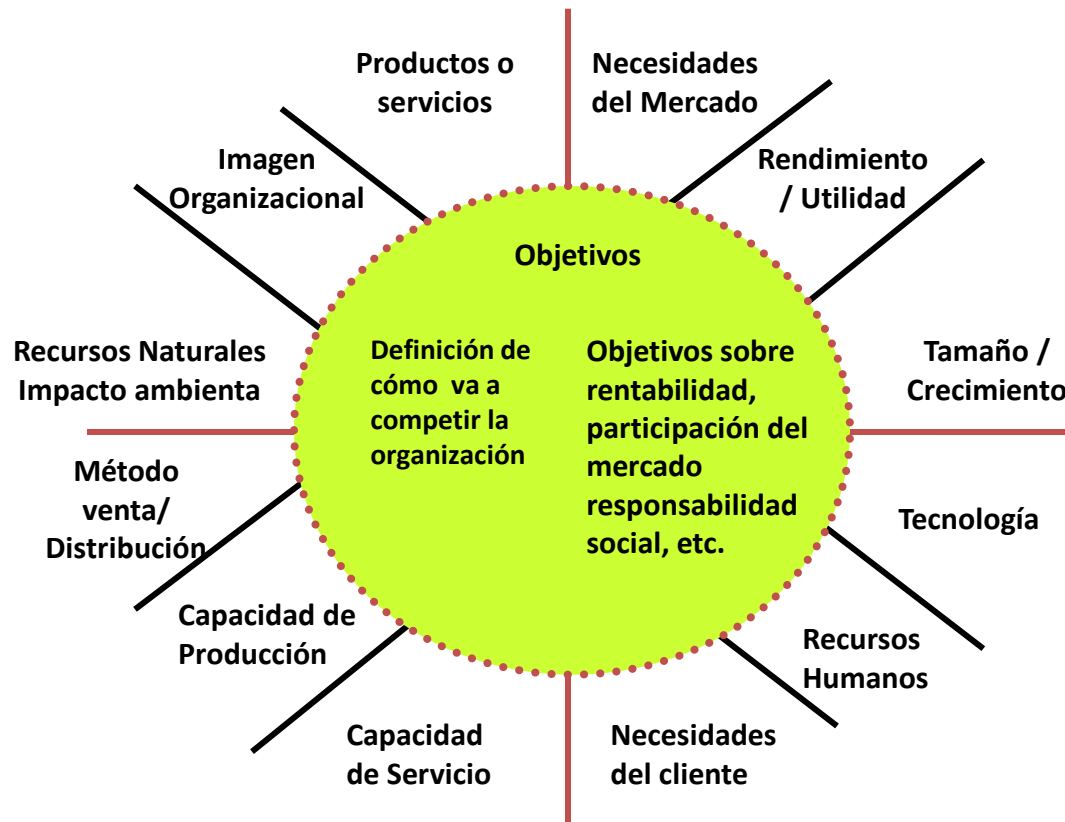 Productos o
servicios
Necesidades
del Mercado
Imagen
Organizacional
Rendimiento
/ Utilidad
Objetivos
Recursos Naturales
Impacto ambienta
Definición de
cómo va a
competir la
organización
Objetivos sobre
rentabilidad,
participación del
mercado
responsabilidad
social, etc.
Tamaño /
Crecimiento
Método
venta/
Distribución
Tecnología
Capacidad de
Producción
Recursos
Humanos
Capacidad
de Servicio
Necesidades
del cliente